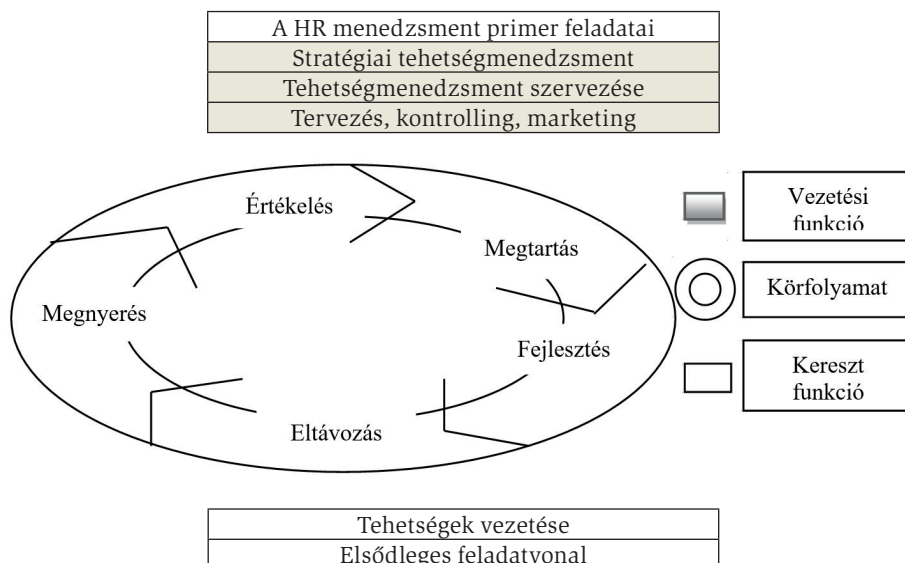 A HR menedzsment primer feladatai
Stratégiai tehetségmenedzsment
Tehetségmenedzsment szervezése
Tervezés, kontrolling, marketing
Értékelés
Megtartás
Megnyerés
Fejlesztés
Eltávozás
Vezetési
funkció
Körfolyamat
Kereszt
funkció
Tehetségek vezetése
Elsődleges feladatvonal